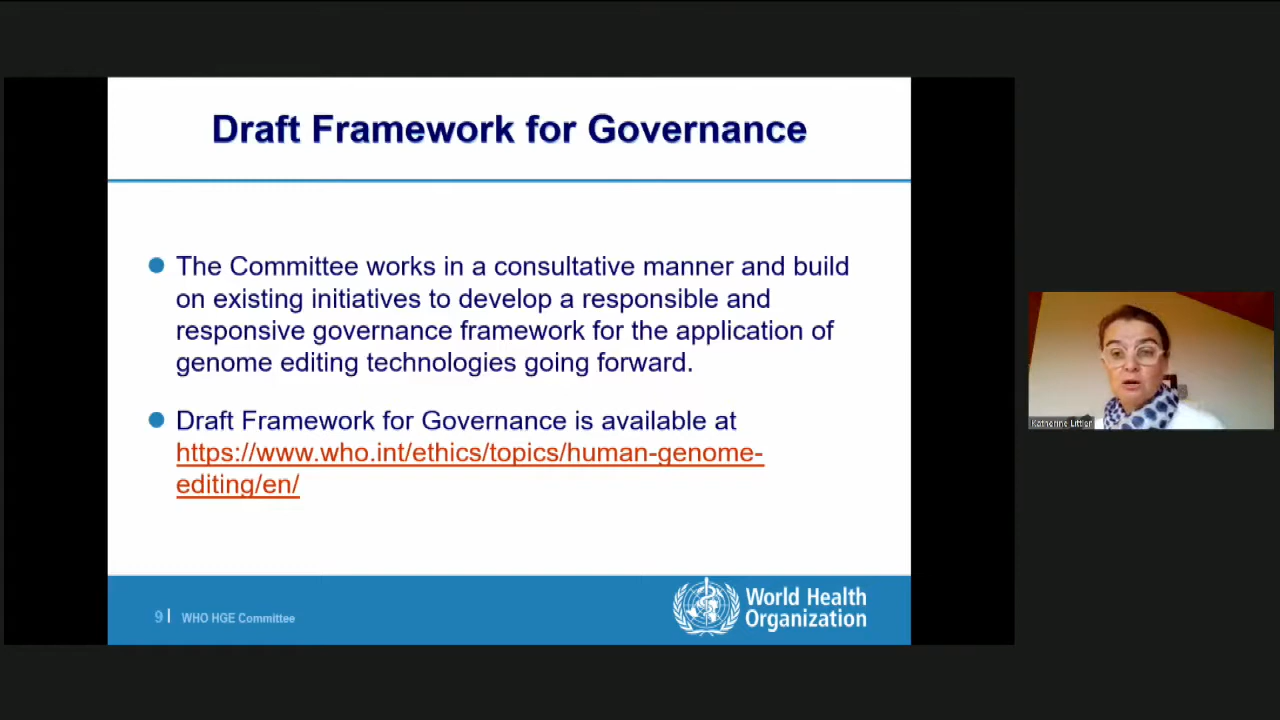 Draft Framework for Governance
The Committee works in a consultative manner and build
on existing initiatives to develop a responsible and
responsive governance framework for the application of
genome editing technologies going forward.
Draft Framework for Governance is available at
https://www.who.int/ethics/topics/human-genome-
editing/en/
9 | WHO HGE Committee
World Health
Organization
Katherine Littler